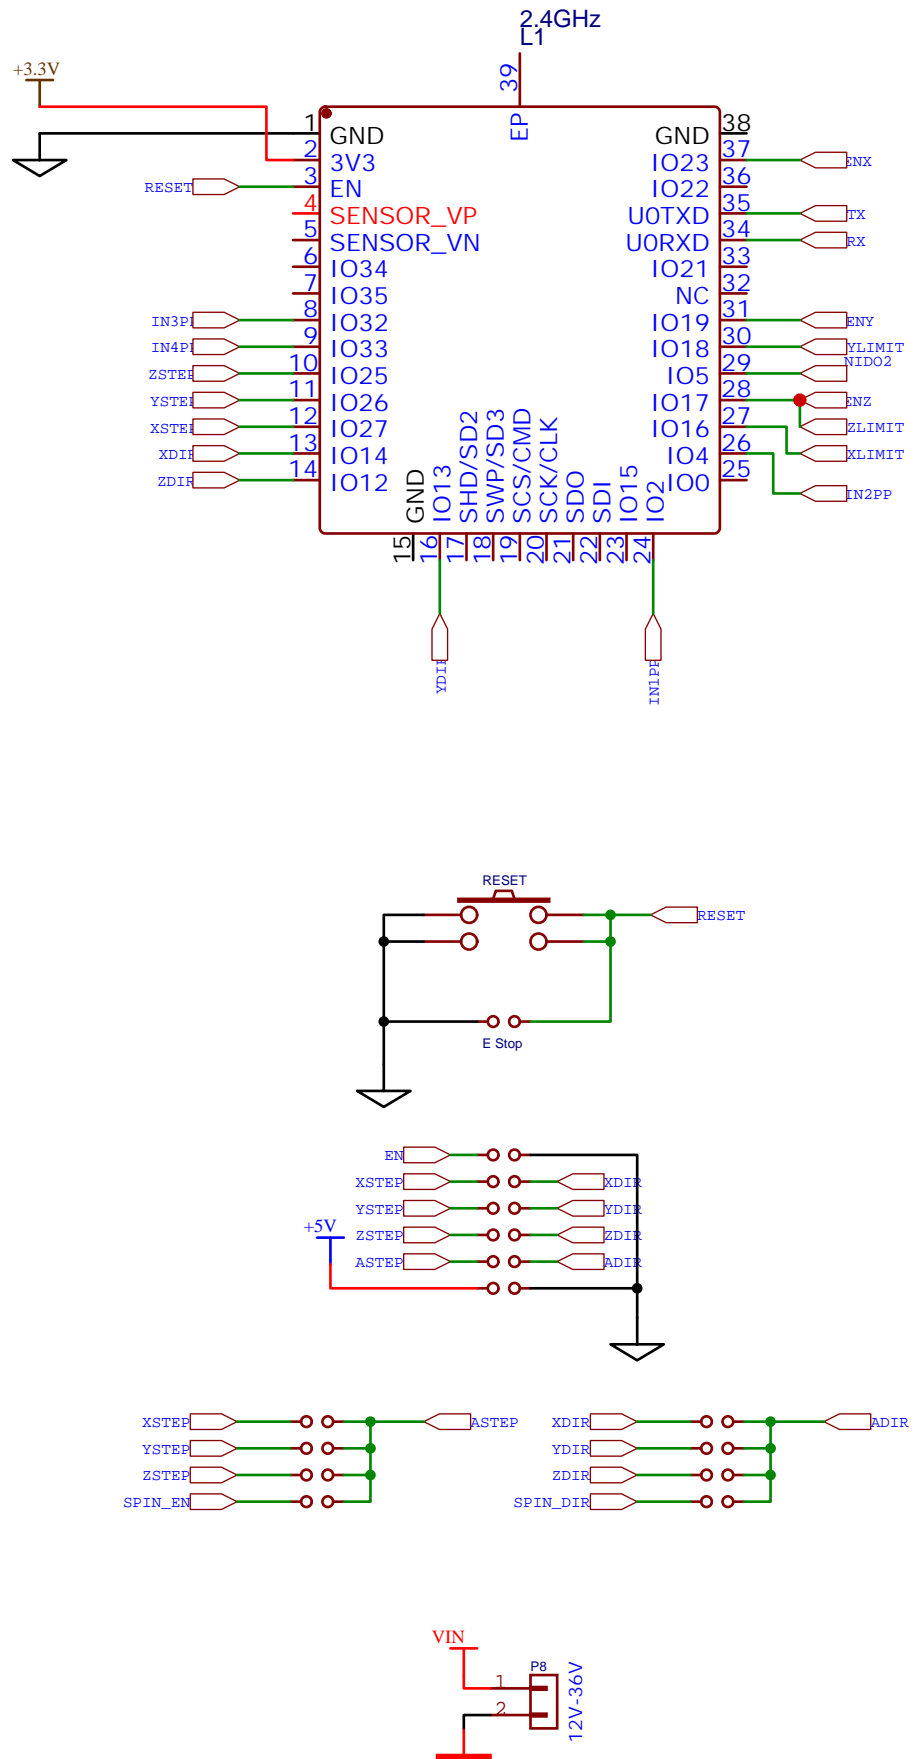 2.4GHz
L1
+3.3V
39
EP
1
GND
2
3V3
RESET
3
EN
4
SENSOR_VP
5
SENSOR_VN
6
IO34
7
IO35
IN3P
8
IO32
IN4P
9
IO33
ZSTEP
10
IO25
YSTEP
11
IO26
XSTEP
12
IO27
XDIR
13
IO14
ZDIR
14
IO12
38
GND
37
IO23
ENX
36
IO22
35
U0TXD
TX
34
U0RXD
RX
33
IO21
32
NC
31
IO19
ENY
30
IO18
YLIMIT
29
IO5
NIDO2
28
IO17
ENZ
ZLIMIT
27
IO16
XLIMIT
26
IO4
IN2PP
25
IO0
15
GND
16
IO13
17
SHD/SD2
18
SWP/SD3
19
SCS/CMD
20
SCK/CLK
21
SDO
22
SDI
23
IO15
24
IO2
YDIR
IN1PP
RESET
RESET
E Stop
EN
XSTEP
XDIR
YSTEP
YDIR
+5V
ZSTEP
ZDIR
ASTEP
ADIR
XSTEP
ASTEP
YSTEP
ZSTEP
SPIN_EN
XDIR
ADIR
YDIR
ZDIR
SPIN_DIR
VIN
P8
1
2
12V-36V